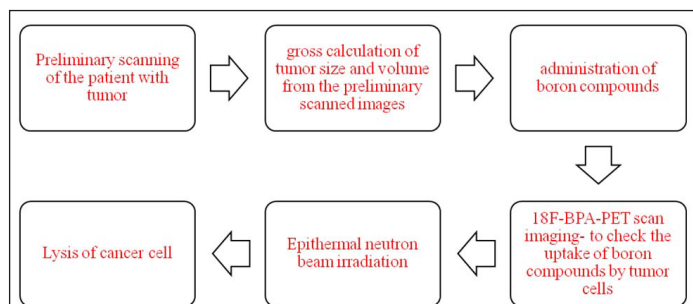 Preliminary scanning
of the patient with
tumor
gross calculation of
tumor size and volume
from the preliminary
scanned images
administration of
boron compounds
18F-BPA-PET scan
imaging- to check the
uptake of boron
compounds by tumor
cells
Epithermal neutron
beam irradiation
Lysis of cancer cell